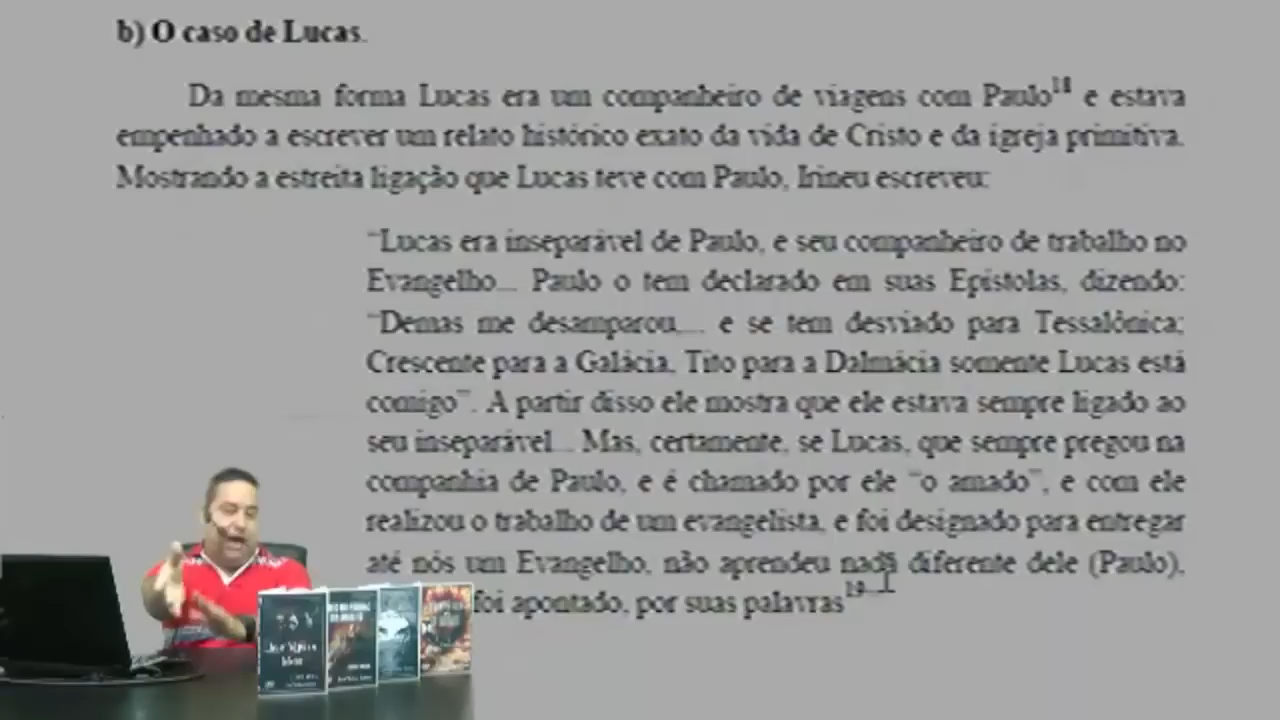 b) O caso de Lucas.
Da mesma forma Lucas era um companheiro de viagens com Paulo18 e estava
empenhado a escrever um relato histórico exato da vida de Cristo e da igreja primitiva.
Mostrando a estreita ligação que Lucas teve com Paulo, Irineu escreveu:
“Lucas era inseparável de Paulo, e seu companheiro de trabalho no
Evangelho... Paulo o tem declarado em suas Epistolas, dizendo:
“Demas me desamparou,... e se tem desviado para Tessalônica;
Crescente para a Galácia, Tito para a Dalmácia somente Lucas está
comigo”. A partir disso ele mostra que ele estava sempre ligado ao
seu inseparável... Mas, certamente, se Lucas, que sempre pregou na
companhia de Paulo, e é chamado por ele “o amado”, e com ele
realizou o trabalho de um evangelista, e foi designado para entregar
até nós um Evangelho, não aprendeu nada diferente dele (Paulo),
foi apontado, por suas palavras19